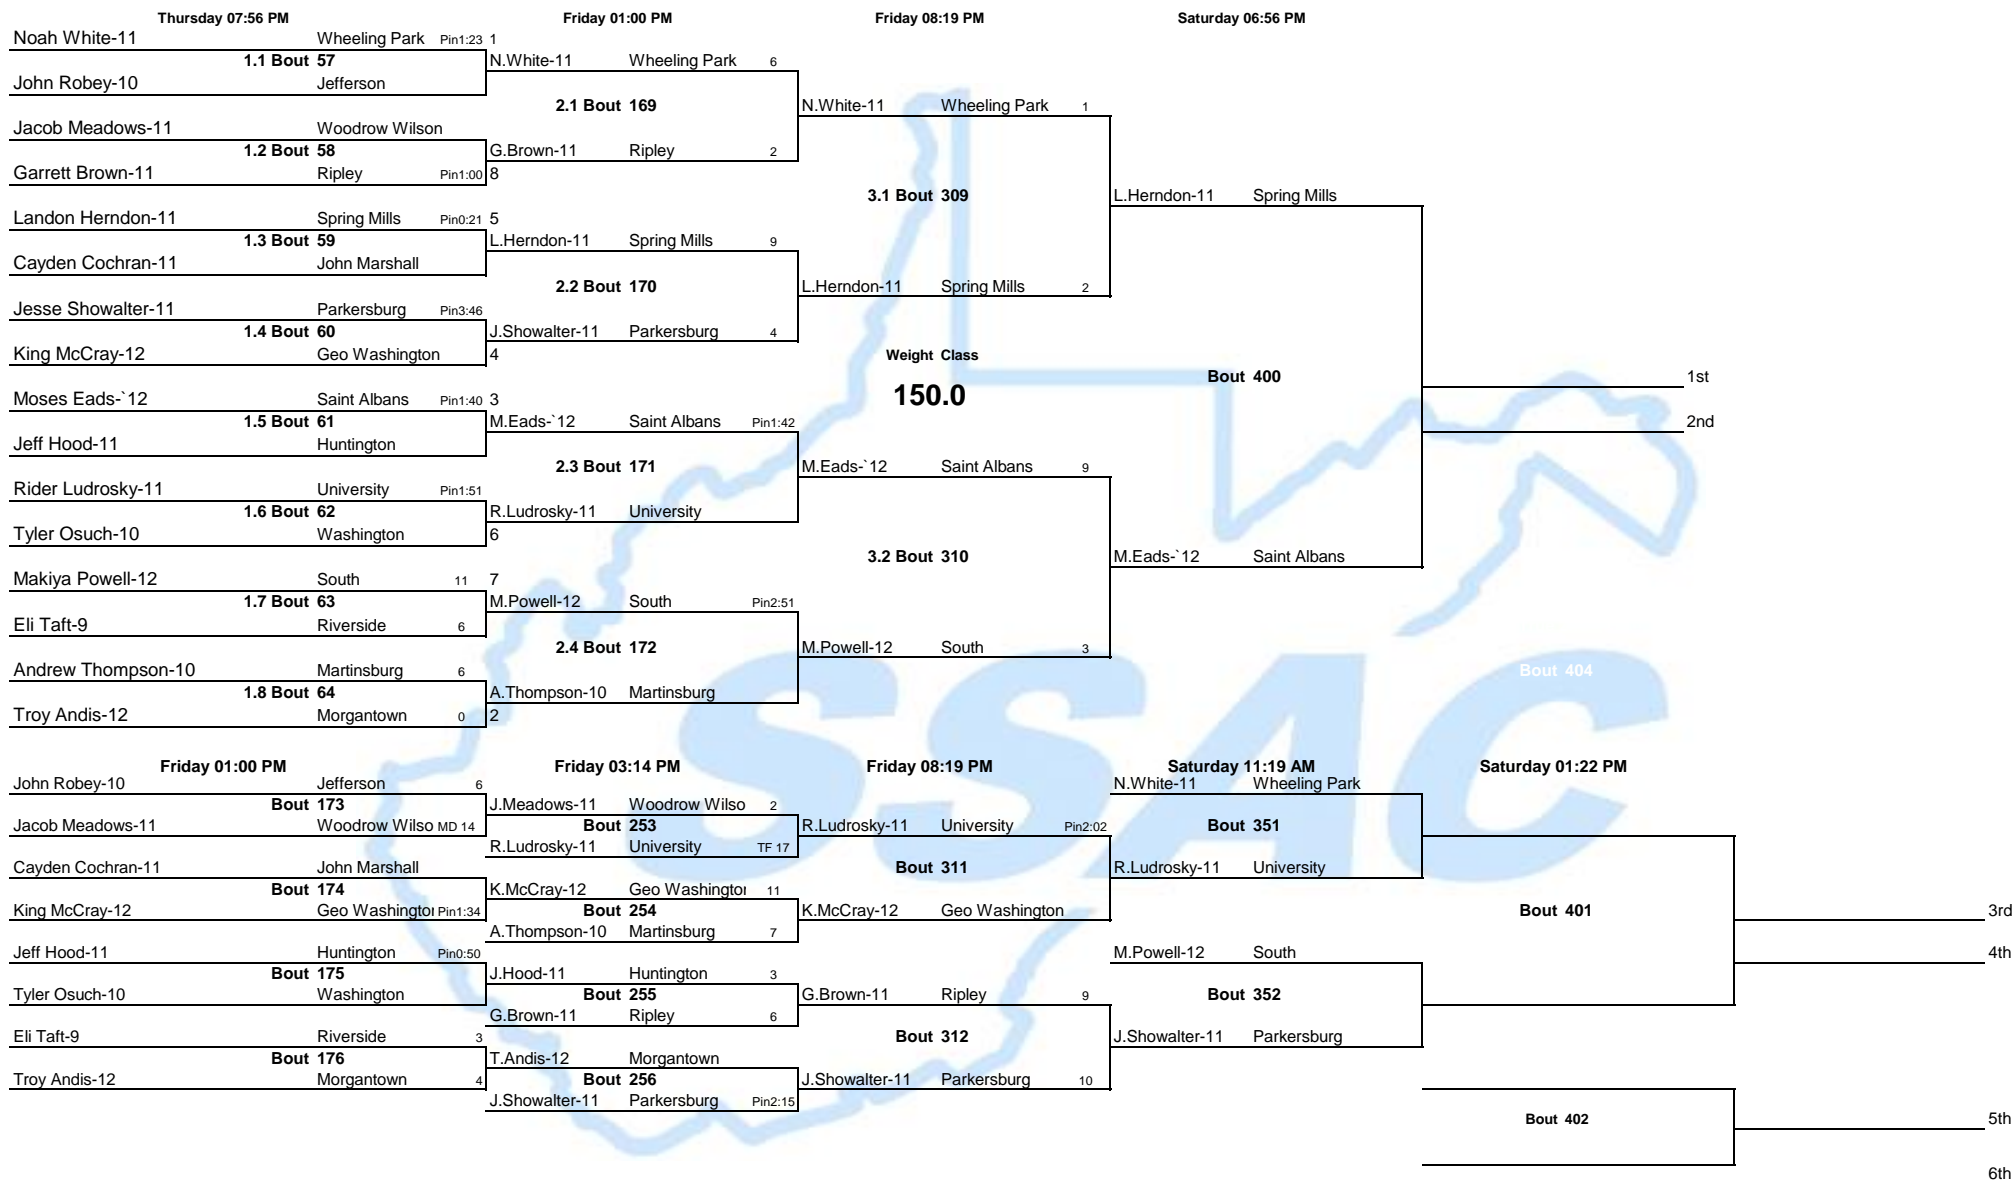 Thursday 07:56 PM Friday 01:00 PM Friday 08:19 PM Saturday 06:56 PM
Noah White-11 Wheeling Park Pin1:23 1
1.1 Bout 57 N.White-11 Wheeling Park 6
John Robey-10 Jefferson
2.1 Bout 169 N.White-11 Wheeling Park 1
Jacob Meadows-11 Woodrow Wilson
1.2 Bout 58 G.Brown-11 Ripley 2
Garrett Brown-11 Ripley Pin1:00 8
3.1 Bout 309 L.Herndon-11 Spring Mills
Landon Herndon-11 Spring Mills Pin0:21 5
1.3 Bout 59 L.Herndon-11 Spring Mills 9
Cayden Cochran-11 John Marshall
2.2 Bout 170 L.Herndon-11 Spring Mills 2
Jesse Showalter-11 Parkersburg Pin3:46
1.4 Bout 60 J.Showalter-11 Parkersburg 4
King McCray-12 Geo Washington 4 Weight Class
Bout 400 1st
Moses Eads-`12 Saint Albans Pin1:40 3 150.0
1.5 Bout 61 M.Eads-`12 Saint Albans Pin1:42 2nd
Jeff Hood-11 Huntington
2.3 Bout 171 M.Eads-`12 Saint Albans 9
Rider Ludrosky-11 University Pin1:51
1.6 Bout 62 R.Ludrosky-11 University
Tyler Osuch-10 Washington 6
3.2 Bout 310 M.Eads-`12 Saint Albans
Makiya Powell-12 South 11 7
1.7 Bout 63 M.Powell-12 South Pin2:51
Eli Taft-9 Riverside 6
2.4 Bout 172 M.Powell-12 South 3
Andrew Thompson-10 Martinsburg 6 Bout 404
1.8 Bout 64 A.Thompson-10 Martinsburg
Troy Andis-12 Morgantown 0 2
SSAC
Friday 01:00 PM Friday 03:14 PM Friday 08:19 PM Saturday 11:19 AM Saturday 01:22 PM
John Robey-10 Jefferson 6 N.White-11 Wheeling Park
Bout 173 J.Meadows-11 Woodrow Wilso 2
Jacob Meadows-11 Woodrow Wilso MD 14 Bout 253 R.Ludrosky-11 University Pin2:02 Bout 351
R.Ludrosky-11 University TF 17
Cayden Cochran-11 John Marshall Bout 311 R.Ludrosky-11 University
Bout 174 K.McCray-12 Geo Washingto 11
King McCray-12 Geo Washingto Pin1:34 Bout 254 K.McCray-12 Geo Washington Bout 401 3rd
A.Thompson-10 Martinsburg 7
Jeff Hood-11 Huntington Pin0:50 M.Powell-12 South 4th
Bout 175 J.Hood-11 Huntington 3
Tyler Osuch-10 Washington Bout 255 G.Brown-11 Ripley 9 Bout 352
G.Brown-11 Ripley 6
Eli Taft-9 Riverside 3 Bout 312 J.Showalter-11 Parkersburg
Bout 176 T.Andis-12 Morgantown
Troy Andis-12 Morgantown 4 Bout 256 J.Showalter-11 Parkersburg 10
J.Showalter-11 Parkersburg Pin2:15
Bout 402 5th
6th